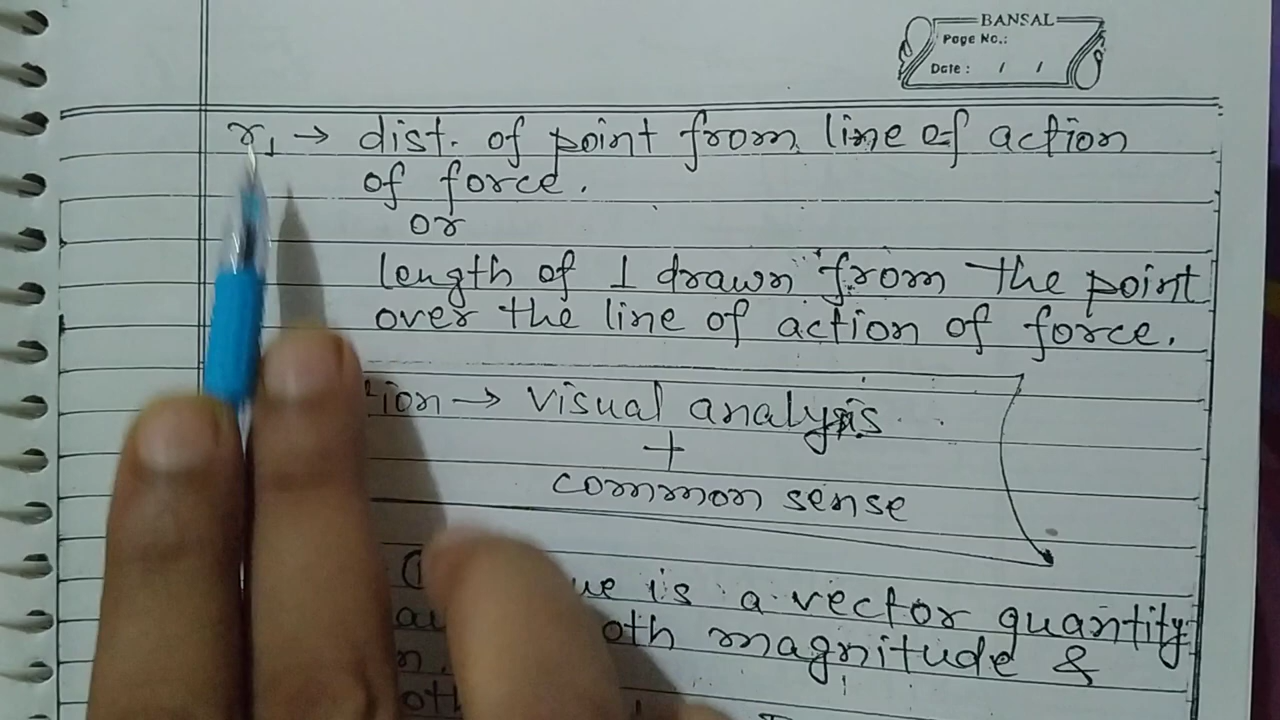 BANSAL
Page No.:
Date : / /
r⊥ → dist. of point from line of action
of force.
or
length of ⊥ drawn from the point
over the line of action of force.
→ visual analysis
+
common sense
is a vector quantity
magnitude &